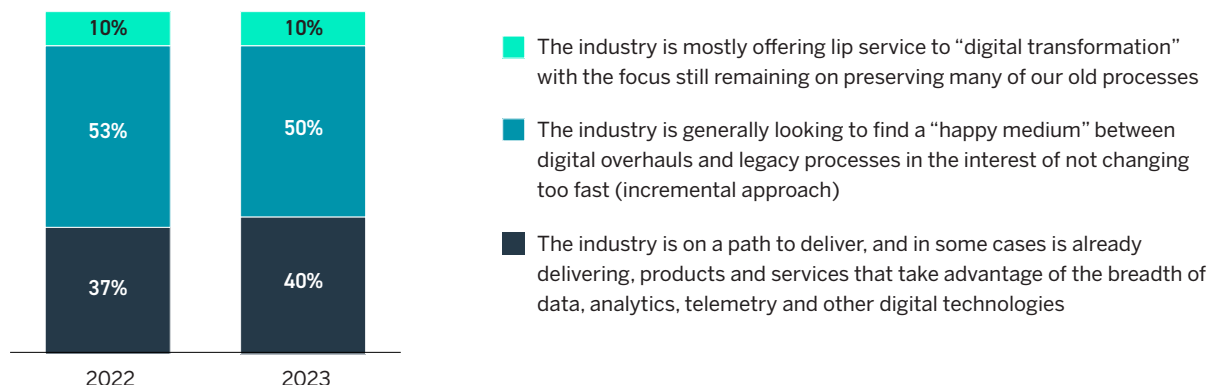 10%
10%
53%
50%
37%
40%
2022
2023
The industry is mostly offering lip service to “digital transformation”
with the focus still remaining on preserving many of our old processes
The industry is generally looking to find a “happy medium” between
digital overhauls and legacy processes in the interest of not changing
too fast (incremental approach)
The industry is on a path to deliver, and in some cases is already
delivering, products and services that take advantage of the breadth of
data, analytics, telemetry and other digital technologies